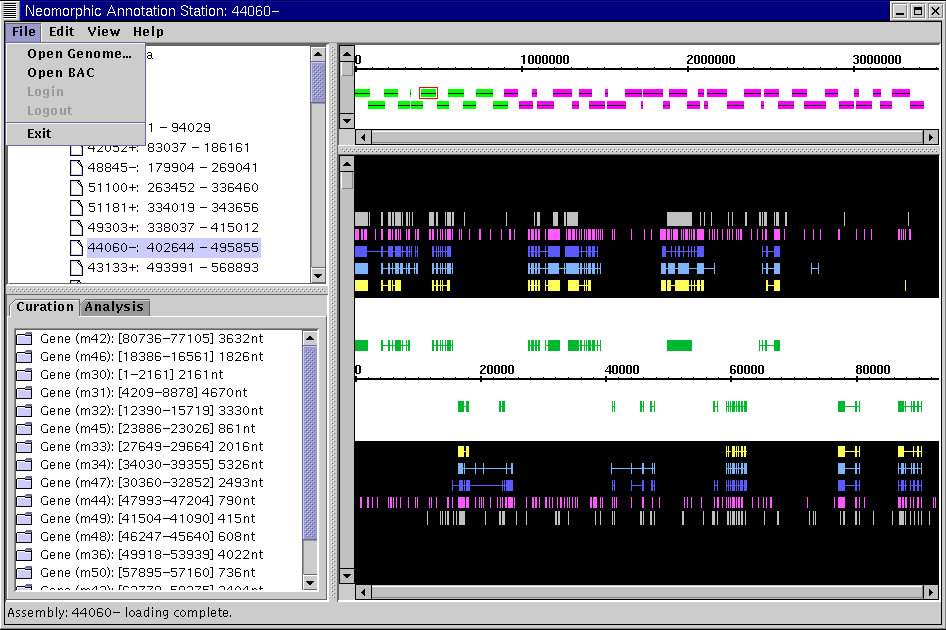 Neomorphic Annotation Station: 44060−
File Edit View Help
Open Genome...
Open BAC
Login
Logout
Exit
a
1 − 94029
42052+: 83037 − 186161
48845−: 179904 − 269041
51100+: 263452 − 336460
51181+: 334019 − 343656
49303+: 338037 − 415012
44060−: 402644 − 495855
43133+: 493991 − 568893
Curation Analysis
Gene (m42): [80736−77105] 3632nt
Gene (m46): [18386−16561] 1826nt
Gene (m30): [1−2161] 2161nt
Gene (m31): [4209−8878] 4670nt
Gene (m32): [12390−15719] 3330nt
Gene (m45): [23886−23026] 861nt
Gene (m33): [27649−29664] 2016nt
Gene (m34): [34030−39355] 5326nt
Gene (m47): [30360−32852] 2493nt
Gene (m44): [47993−47204] 790nt
Gene (m49): [41504−41090] 415nt
Gene (m48): [46247−45640] 608nt
Gene (m36): [49918−53939] 4022nt
Gene (m50): [57895−57160] 736nt
0 1000000 2000000 3000000
0 20000 40000 60000 80000
Assembly: 44060− loading complete.